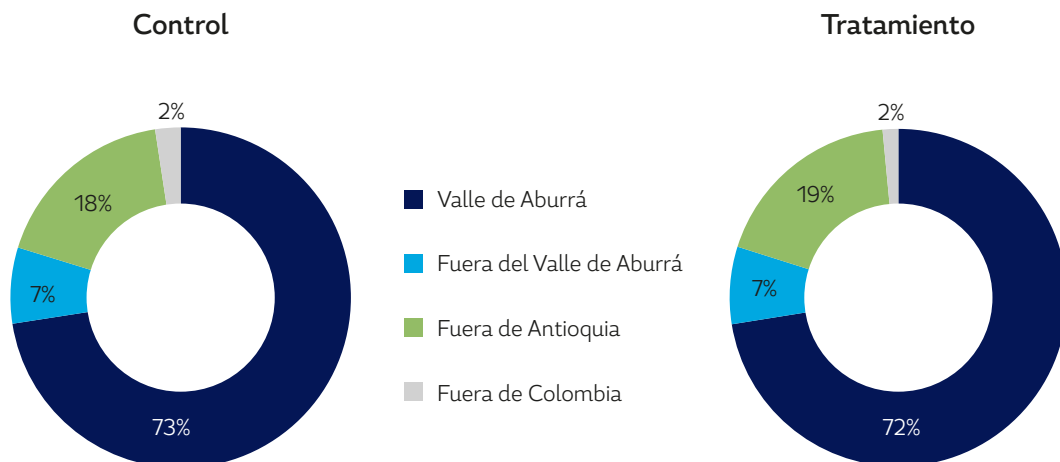 Control
2%
18%
7%
73%
Valle de Aburrá
Fuera del Valle de Aburrá
Fuera de Antioquia
Fuera de Colombia
Tratamiento
2%
19%
7%
72%